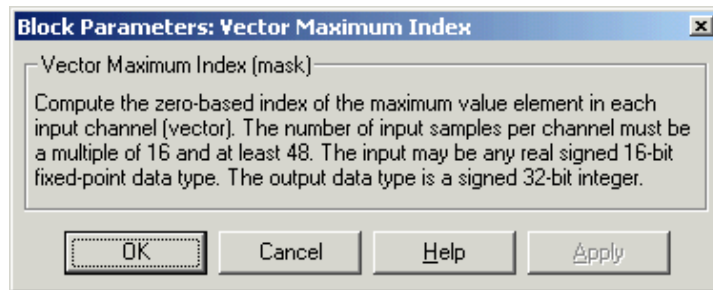 Block Parameters: Vector Maximum Index
Vector Maximum Index (mask)
Compute the zero-based index of the maximum value element in each
input channel (vector). The number of input samples per channel must be
a multiple of 16 and at least 48. The input may be any real signed 16-bit
fixed-point data type. The output data type is a signed 32-bit integer.
OK Cancel Help Apply